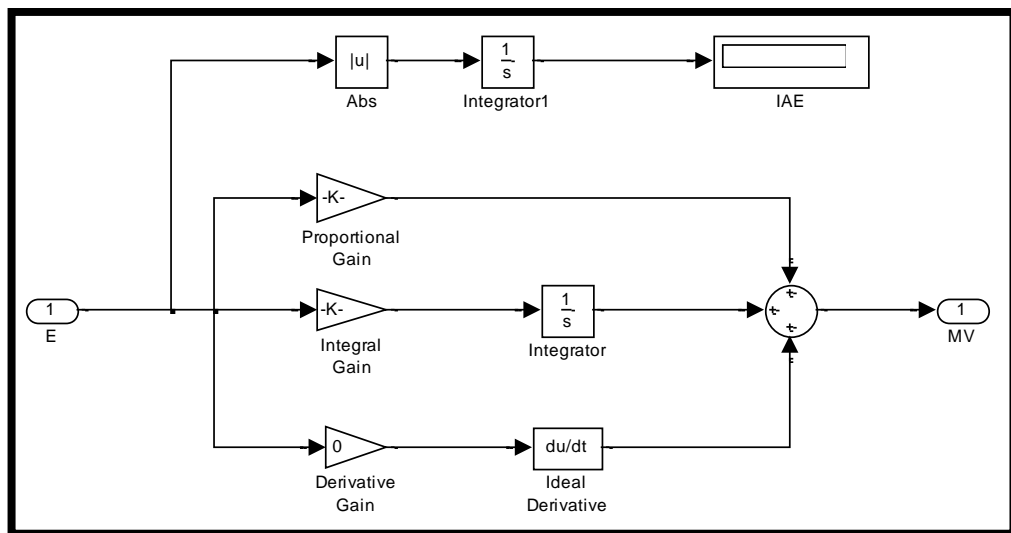 |u|
Abs
1
s
Integrator1
IAE
-K-
Proportional
Gain
1
E
-K-
Integral
Gain
1
s
Integrator
+
+
+
1
MV
0
Derivative
Gain
du/dt
Ideal
Derivative